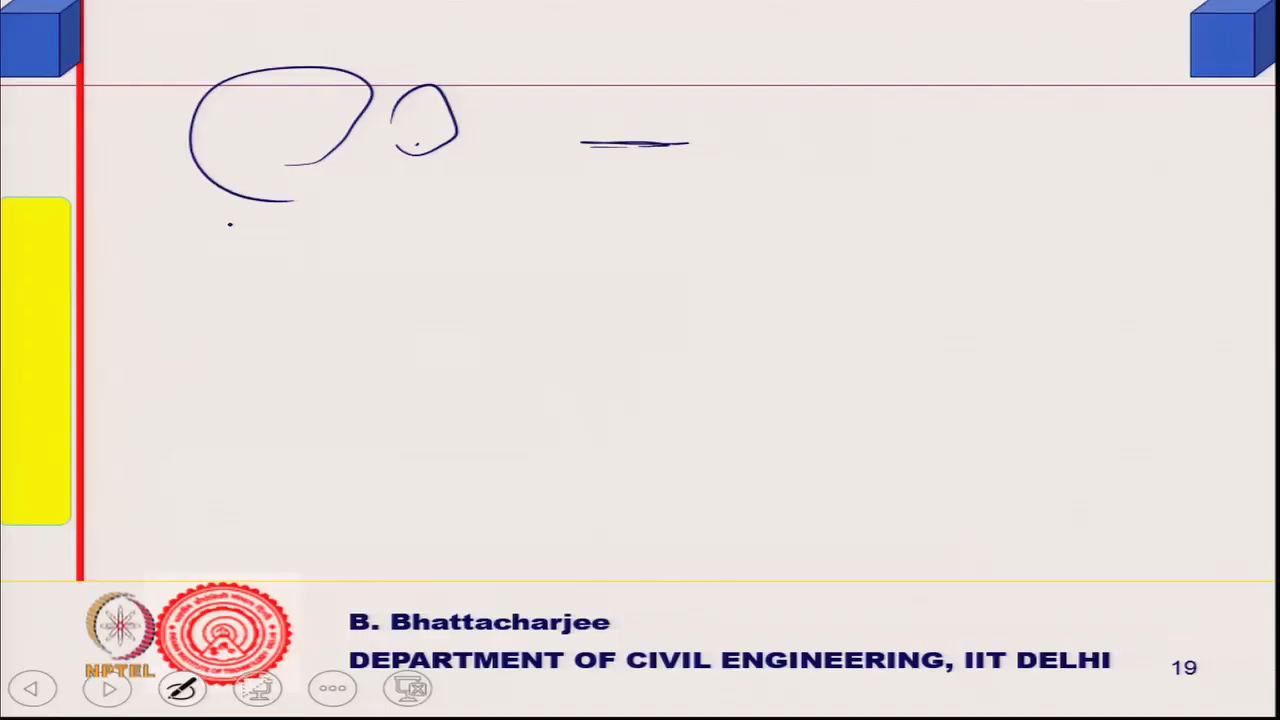 B. Bhattacharjee
DEPARTMENT OF CIVIL ENGINEERING, IIT DELHI
19
NPTEL